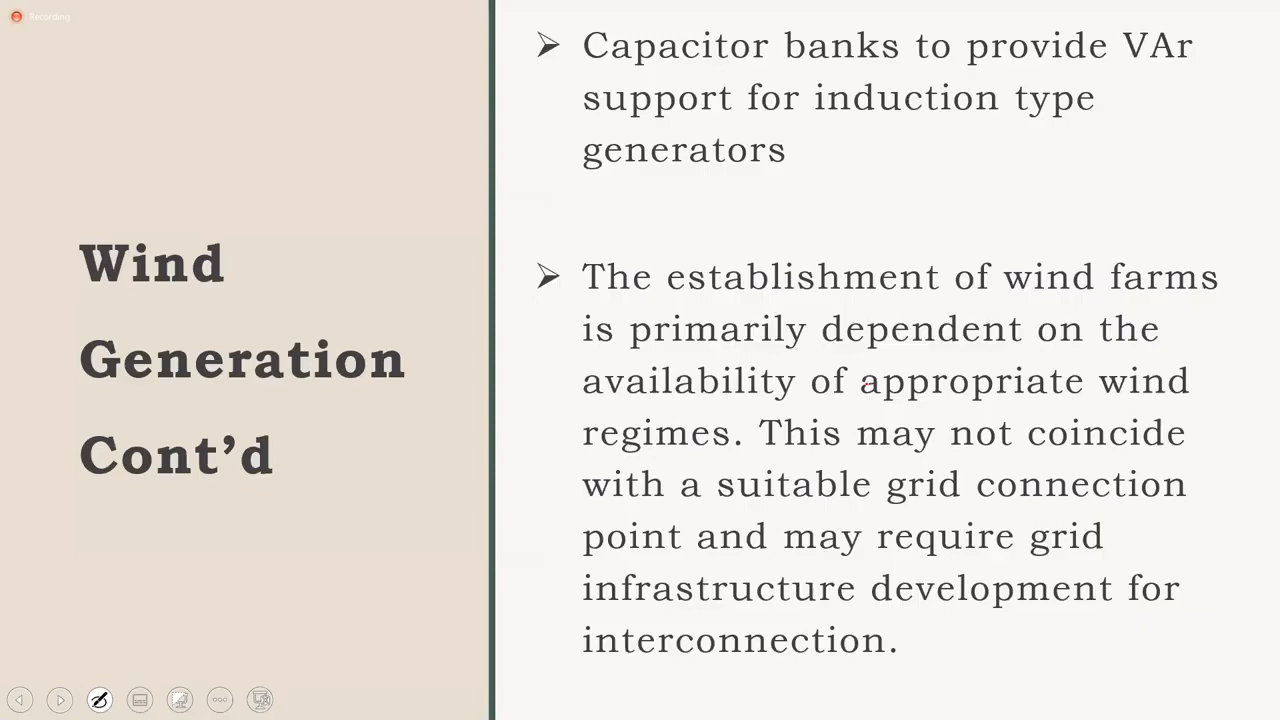 Recording
Wind
Generation
Cont’d
➢ Capacitor banks to provide VAr
support for induction type
generators
➢ The establishment of wind farms
is primarily dependent on the
availability of appropriate wind
regimes. This may not coincide
with a suitable grid connection
point and may require grid
infrastructure development for
interconnection.